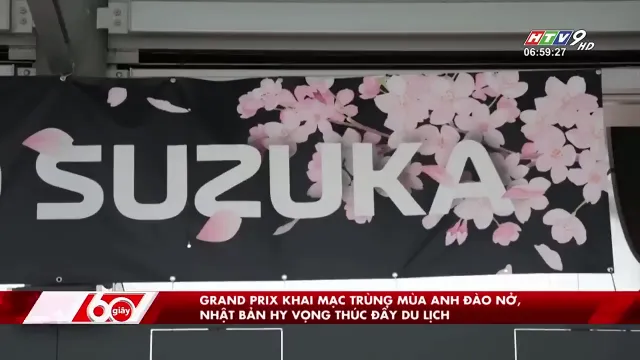 HTV9 HD
06:59:27
SUZUKA
60 giây
GRAND PRIX KHAI MẠC TRÙNG MÙA ANH ĐÀO NỞ,
NHẬT BẢN HY VỌNG THÚC ĐẨY DU LỊCH